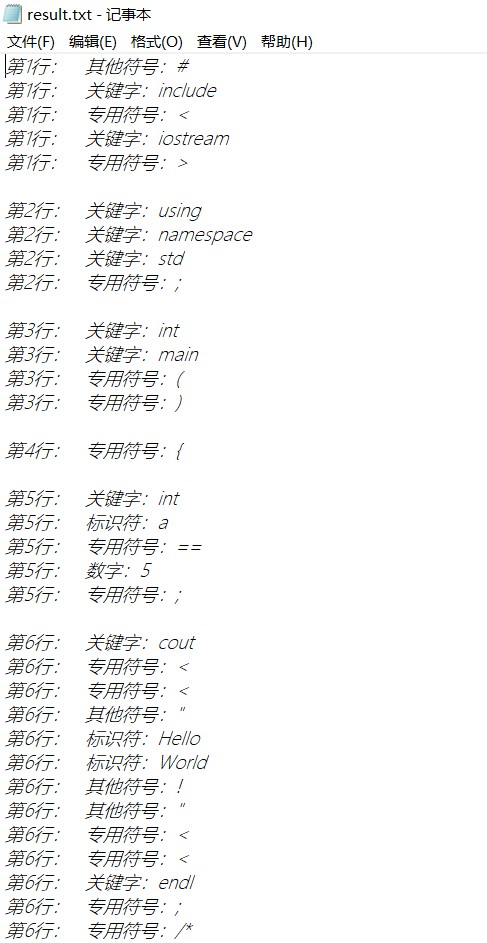 result.txt - 记事本
文件(F) 编辑(E) 格式(O) 查看(V) 帮助(H)
第1行： 其他符号：#
第1行： 关键字：include
第1行： 专用符号：<
第1行： 关键字：iostream
第1行： 专用符号：>
第2行： 关键字：using
第2行： 关键字：namespace
第2行： 关键字：std
第2行： 专用符号：;
第3行： 关键字：int
第3行： 关键字：main
第3行： 专用符号：(
第3行： 专用符号：)
第4行： 专用符号：{
第5行： 关键字：int
第5行： 标识符：a
第5行： 专用符号：==
第5行： 数字：5
第5行： 专用符号：;
第6行： 关键字：cout
第6行： 专用符号：<
第6行： 专用符号：<
第6行： 其他符号："
第6行： 标识符：Hello
第6行： 标识符：World
第6行： 其他符号：!
第6行： 其他符号："
第6行： 专用符号：<
第6行： 专用符号：<
第6行： 关键字：endl
第6行： 专用符号：;
第6行： 专用符号：/*